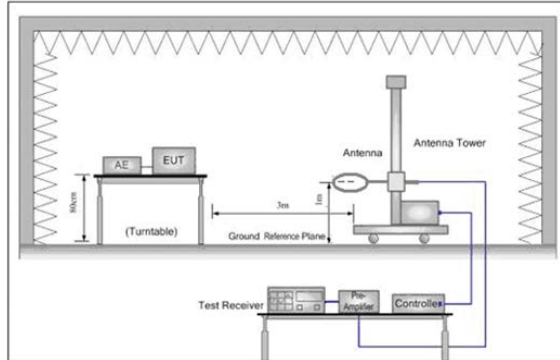 Antenna Tower
Antenna
AE
EUT
80cm
3m
1m
(Turntable)
Ground Reference Plane
Test Receiver
Pre-
Amplifier
Controller